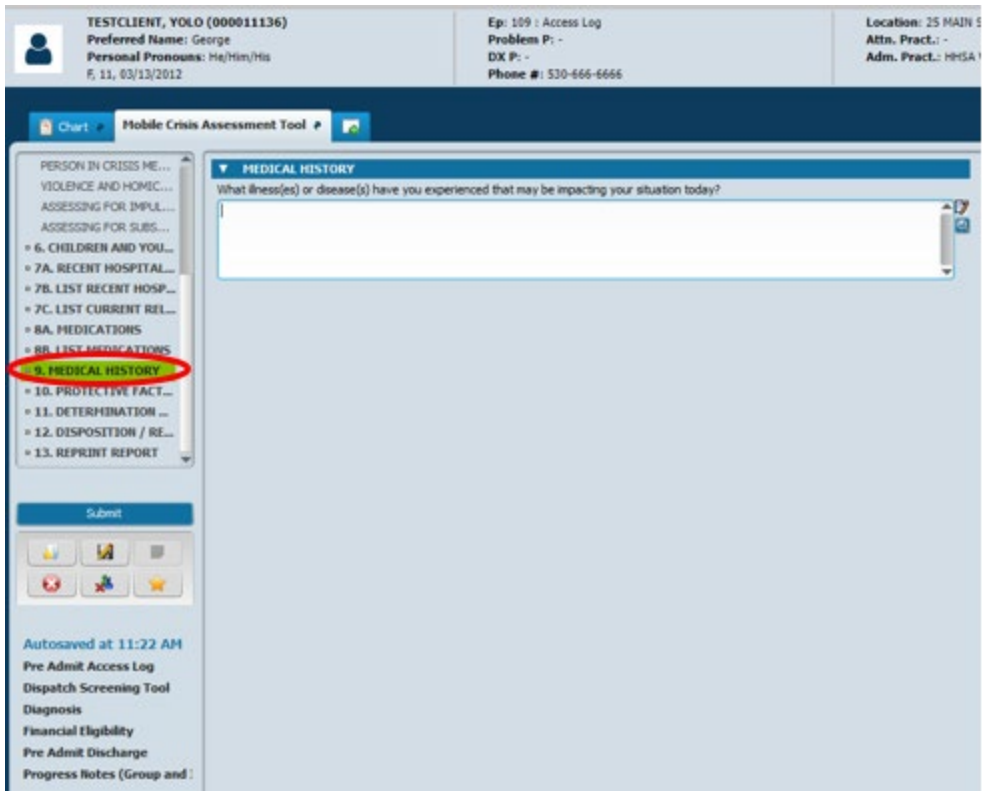 TESTCLIENT, YOLO (000011136)
Preferred Name: George
Personal Pronouns: He/Him/His
F, 11, 03/13/2012
Ep: 109 : Access Log
Problem P: -
DX P: -
Phone #: 530-666-6666
Location: 25 MAIN S
Attn. Pract.: -
Adm. Pract.: HHSA
Chart
Mobile Crisis Assessment Tool
PERSON IN CRISIS ME...
VIOLENCE AND HOMIC...
ASSESSING FOR IMPUL...
ASSESSING FOR SUBS...
6. CHILDREN AND YOU...
7A. RECENT HOSPITAL...
7B. LIST RECENT HOSP...
7C. LIST CURRENT REL...
8A. MEDICATIONS
8B. LIST MEDICATIONS
9. MEDICAL HISTORY
10. PROTECTIVE FACT...
11. DETERMINATION ...
12. DISPOSITION / RE...
13. REPRINT REPORT
MEDICAL HISTORY
What illness(es) or disease(s) have you experienced that may be impacting your situation today?
Submit
Autosaved at 11:22 AM
Pre Admit Access Log
Dispatch Screening Tool
Diagnosis
Financial Eligibility
Pre Admit Discharge
Progress Notes (Group and